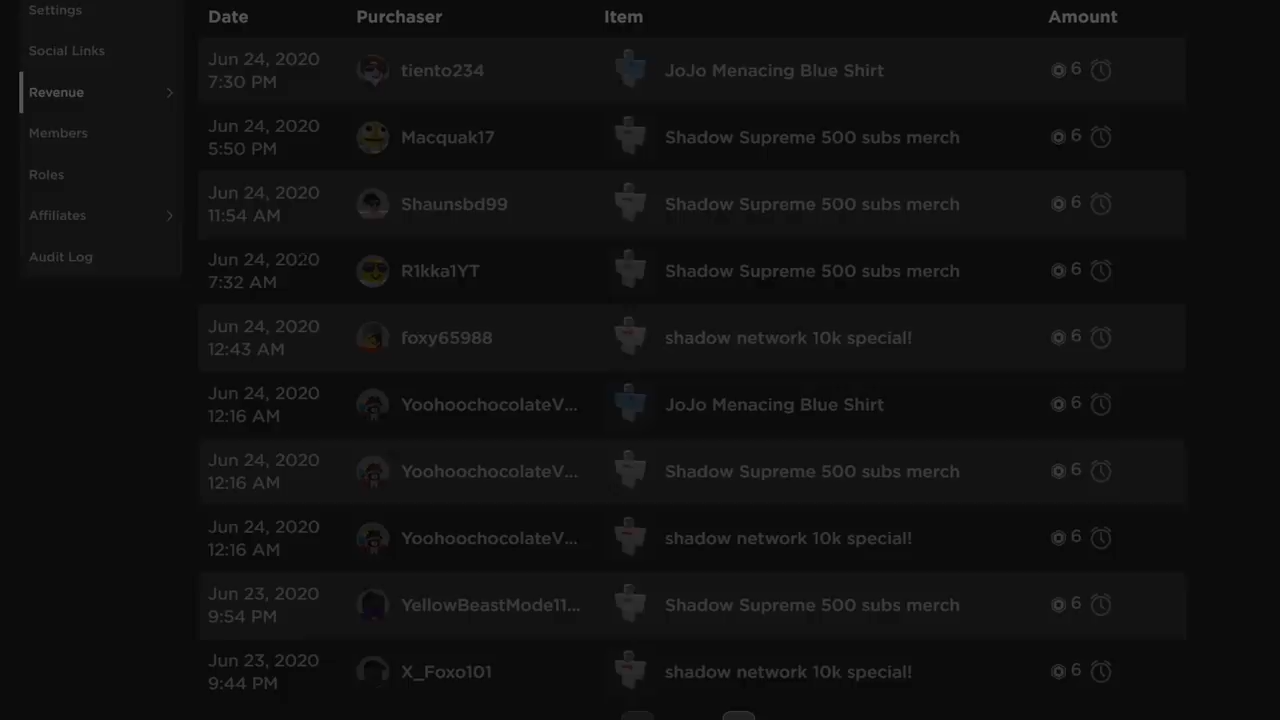 Settings
Social Links
Revenue
Members
Roles
Affiliates
Audit Log
Date Purchaser Item Amount
Jun 24, 2020
7:30 PM
tiento234 JoJo Menacing Blue Shirt 6
Jun 24, 2020
5:50 PM
Macquak17 Shadow Supreme 500 subs merch 6
Jun 24, 2020
11:54 AM
Shaunsbd99 Shadow Supreme 500 subs merch 6
Jun 24, 2020
7:32 AM
R1kka1YT Shadow Supreme 500 subs merch 6
Jun 24, 2020
12:43 AM
foxy65988 shadow network 10k special! 6
Jun 24, 2020
12:16 AM
YoohoochocolateV... JoJo Menacing Blue Shirt 6
Jun 24, 2020
12:16 AM
YoohoochocolateV... Shadow Supreme 500 subs merch 6
Jun 24, 2020
12:16 AM
YoohoochocolateV... shadow network 10k special! 6
Jun 23, 2020
9:54 PM
YellowBeastMode11... Shadow Supreme 500 subs merch 6
Jun 23, 2020
9:44 PM
X_Foxo101 shadow network 10k special! 6